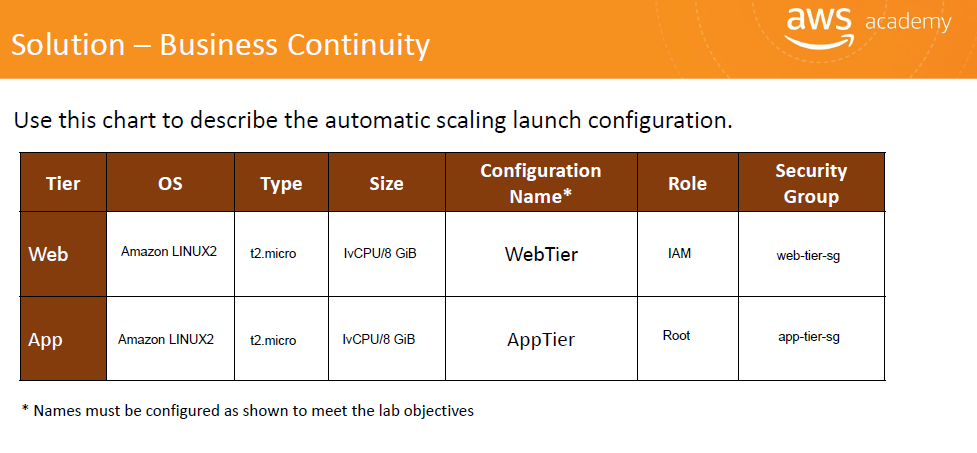 Solution – Business Continuity
aws academy
Use this chart to describe the automatic scaling launch configuration.
Tier OS Type Size Configuration Name* Role Security Group
Web Amazon LINUX2 t2.micro IvCPU/8 GiB WebTier IAM web-tier-sg
App Amazon LINUX2 t2.micro IvCPU/8 GiB AppTier Root app-tier-sg
* Names must be configured as shown to meet the lab objectives